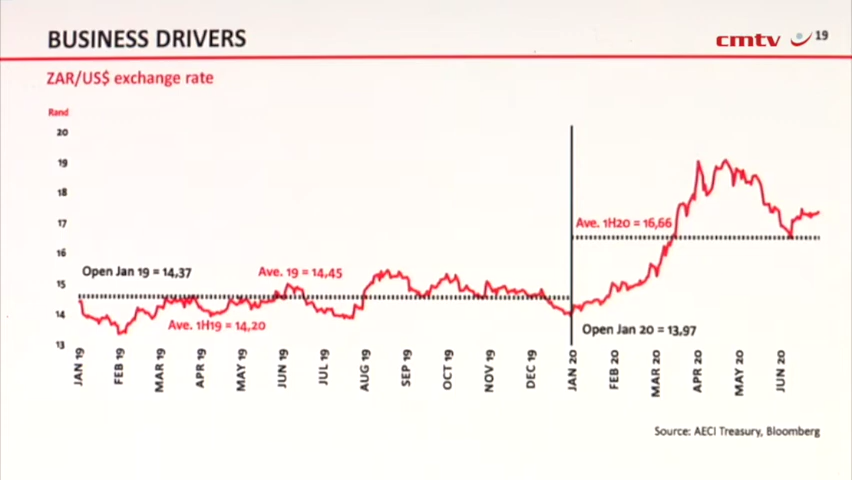 BUSINESS DRIVERS
cmtv 19
ZAR/US$ exchange rate
Rand
20
19
18
17
16
15
14
13
Ave. 1H20 = 16,66
Open Jan 19 = 14,37
Ave. 19 = 14,45
Ave. 1H19 = 14,20
Open Jan 20 = 13,97
JAN 19 FEB 19 MAR 19 APR 19 MAY 19 JUN 19 JUL 19 AUG 19 SEP 19 OCT 19 NOV 19 DEC 19 JAN 20 FEB 20 MAR 20 APR 20 MAY 20 JUN 20
Source: AECI Treasury, Bloomberg